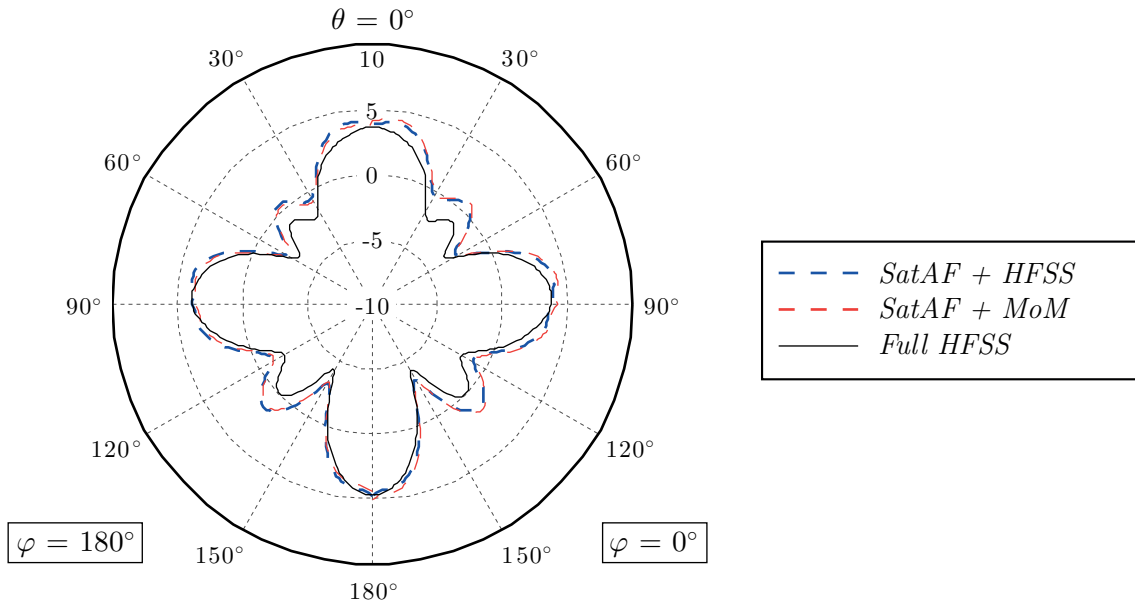 θ = 0°
30°
10
30°
5
60°
0
60°
-5
90°
-10
90°
120°
120°
150°
150°
180°
φ = 180°
φ = 0°
SatAF + HFSS
SatAF + MoM
Full HFSS